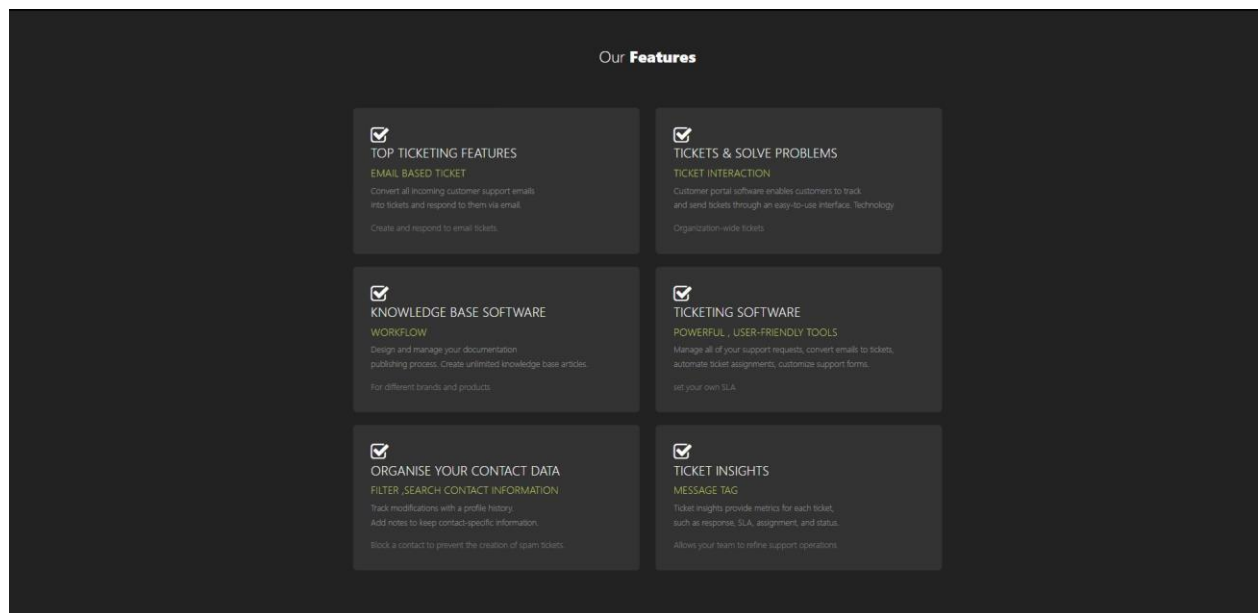 Our Features
TOP TICKETING FEATURES
EMAIL BASED TICKET
Convert all incoming customer support emails
into tickets and respond to them via email.
Create and respond to email tickets.
TICKETS & SOLVE PROBLEMS
TICKET INTERACTION
Customer portal software enables customers to track
and send tickets through an easy-to-use interface. Technology
Organization-wide tickets
KNOWLEDGE BASE SOFTWARE
WORKFLOW
Design and manage your documentation
publishing process. Create unlimited knowledge base articles.
For different brands and products.
TICKETING SOFTWARE
POWERFUL , USER-FRIENDLY TOOLS
Manage all of your support requests, convert emails to tickets,
automate ticket assignments, customize support forms.
set your own SLA
ORGANISE YOUR CONTACT DATA
FILTER ,SEARCH CONTACT INFORMATION
Track modifications with a profile history,
Add notes to keep contact-specific information.
Block a contact to prevent the creation of spam tickets.
TICKET INSIGHTS
MESSAGE TAG
Ticket insights provide metrics for each ticket,
such as response, SLA, assignment, and status.
Allows your team to refine support operations